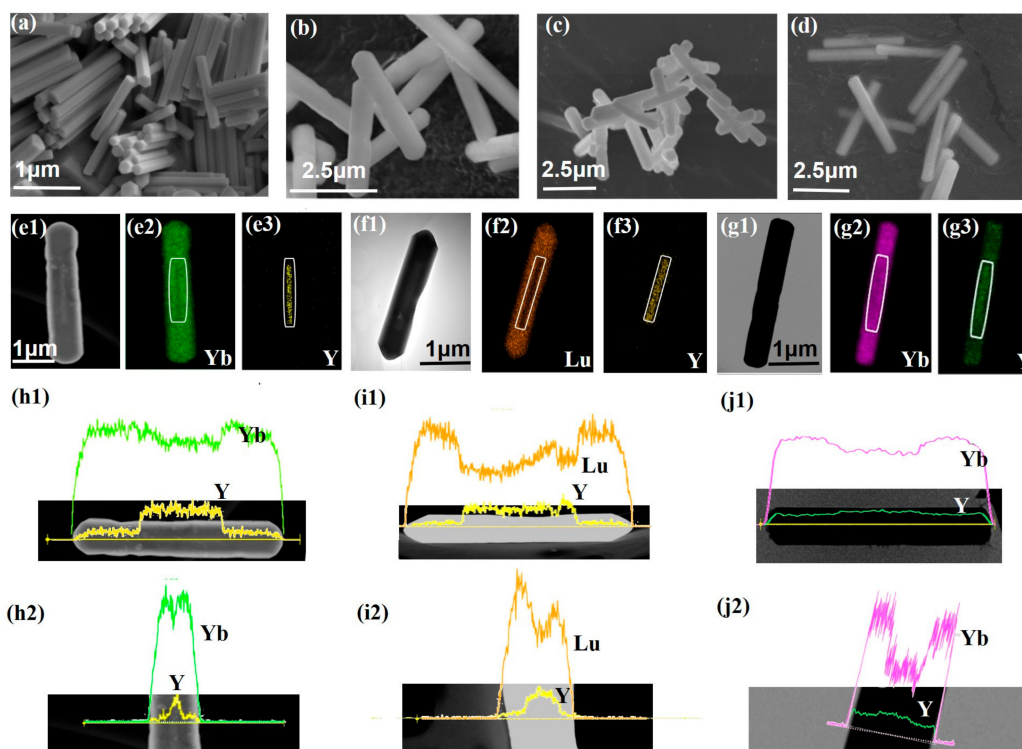 (a) (b) (c) (d)
1μm 2.5μm 2.5μm 2.5μm
(e1) (e2) (e3) (f1) (f2) (f3) (g1) (g2) (g3)
1μm Yb Y 1μm Lu Y 1μm Yb Y
(h1) (i1) (j1)
Yb Lu Yb
Y Y Y
(h2) (i2) (j2)
Yb Lu Yb
Y Y Y